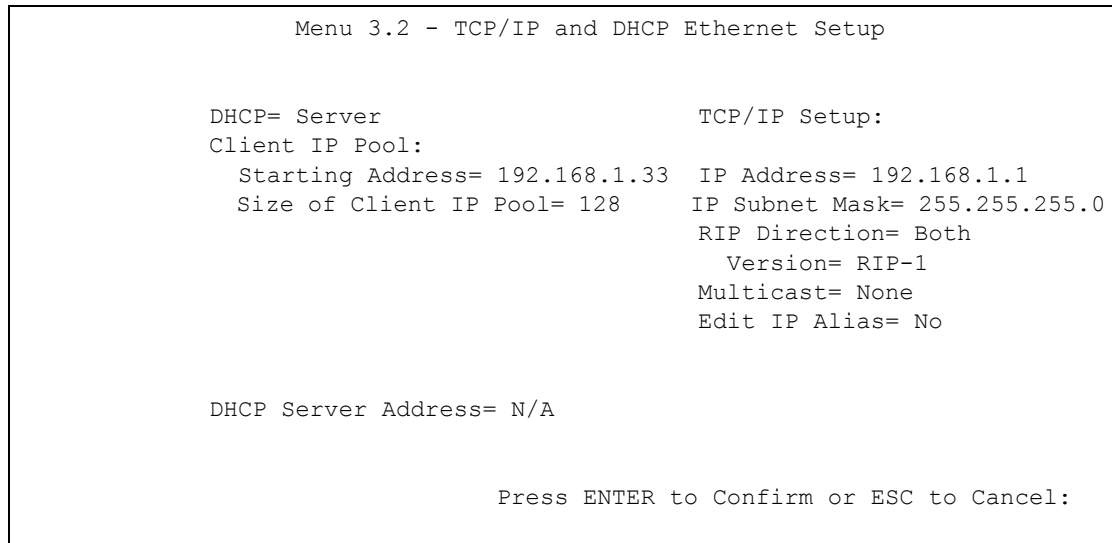 Menu 3.2 - TCP/IP and DHCP Ethernet Setup
DHCP= Server TCP/IP Setup:
Client IP Pool:
Starting Address= 192.168.1.33 IP Address= 192.168.1.1
Size of Client IP Pool= 128 IP Subnet Mask= 255.255.255.0
RIP Direction= Both
Version= RIP-1
Multicast= None
Edit IP Alias= No
DHCP Server Address= N/A
Press ENTER to Confirm or ESC to Cancel: